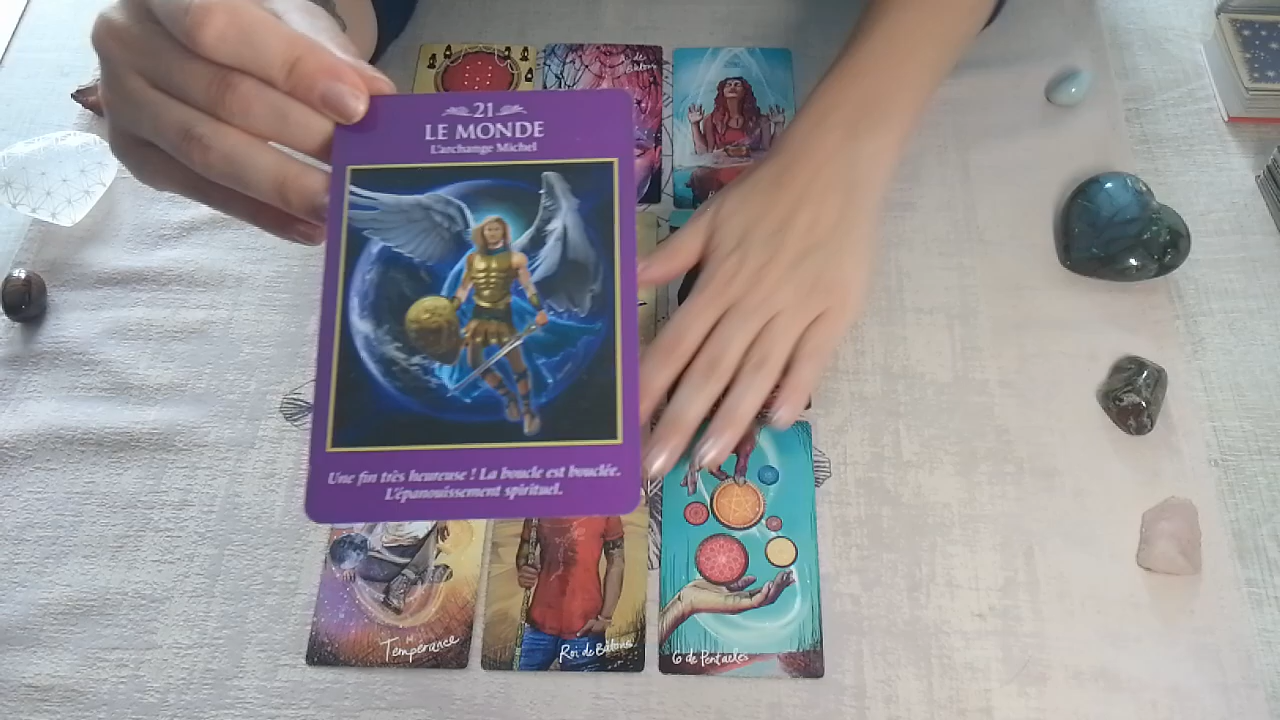 21
LE MONDE
L'archange Michel
Une fin très heureuse ! La boucle est bouclée.
L'épanouissement spirituel.
Tempérance
Roi de Bâtons
6 de Pentacles